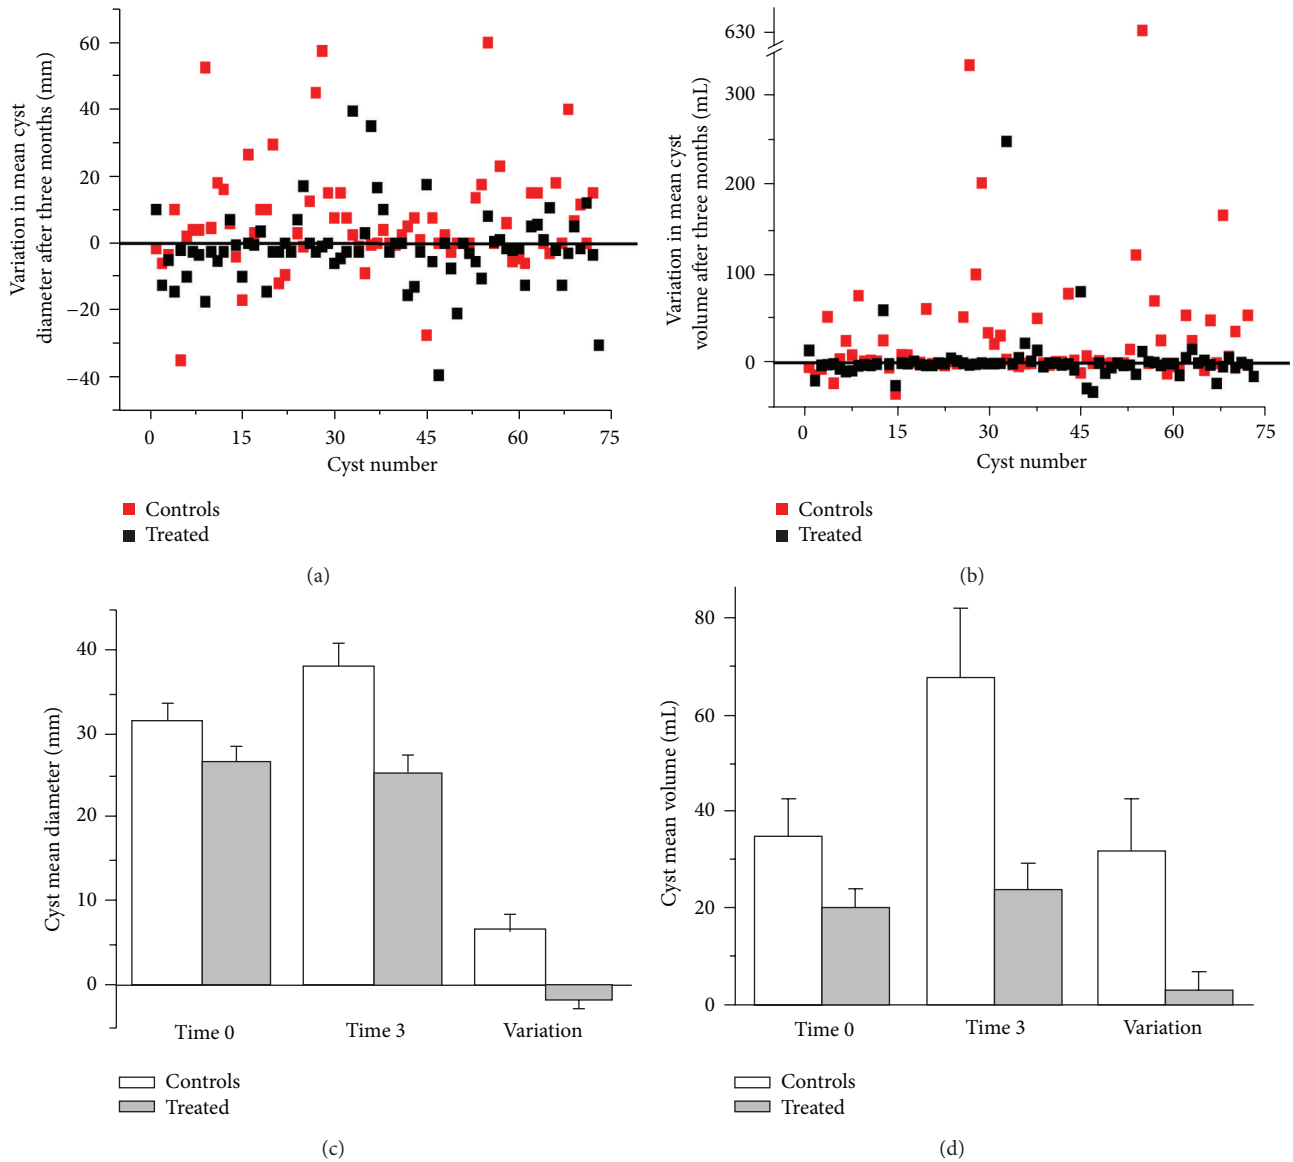 Variation in mean cyst
diameter after three months (mm)
60
40
20
0
−20
−40
0 15 30 45 60 75
Cyst number
Controls
Treated
(a)
Variation in mean cyst
volume after three months (mL)
630
300
200
100
0
0 15 30 45 60 75
Cyst number
Controls
Treated
(b)
Cyst mean diameter (mm)
40
30
20
10
0
Time 0 Time 3 Variation
Controls
Treated
(c)
Cyst mean volume (mL)
80
60
40
20
0
Time 0 Time 3 Variation
Controls
Treated
(d)